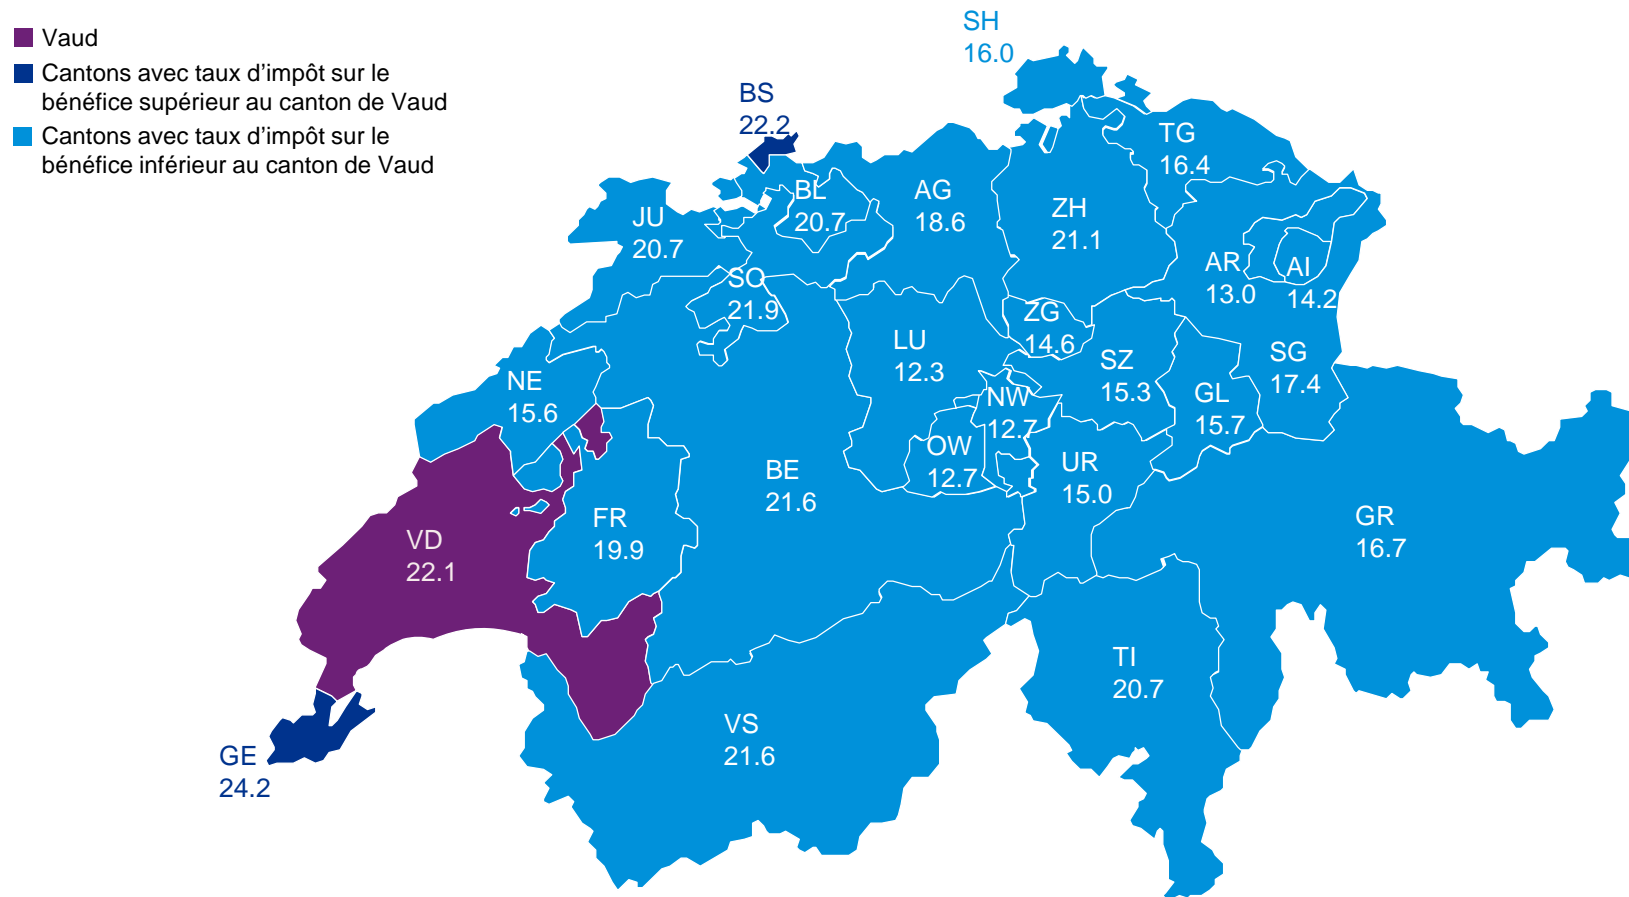 Vaud
Cantons avec taux d'impôt sur le
bénéfice supérieur au canton de Vaud
Cantons avec taux d'impôt sur le
bénéfice inférieur au canton de Vaud
SH
16.0
BS
22.2
TG
16.4
BL
20.7
AG
18.6
ZH
21.1
JU
20.7
AR
13.0
AI
14.2
SO
21.9
ZG
14.6
LU
12.3
SZ
15.3
SG
17.4
NE
15.6
NW
12.7
GL
15.7
OW
12.7
BE
21.6
UR
15.0
FR
19.9
GR
16.7
VD
22.1
TI
20.7
VS
21.6
GE
24.2